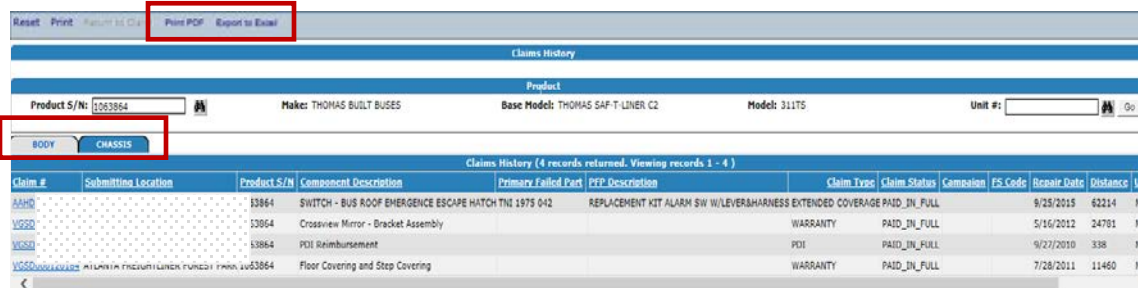 Reset Print Return to Claim Print PDF Export to Excel
Claims History
Product
Product S/N: 1063864 Make: THOMAS BUILT BUSES Base Model: THOMAS SAF-T-LINER C2 Model: 311TS Unit #: Go
BODY CHASSIS
Claims History (4 records returned. Viewing records 1 - 4 )
Claim # Submitting Location Product S/N Component Description Primary Failed Part PFP Description Claim Type Claim Status Campaign FS Code Repair Date Distance
AAHD 63864 SWITCH - BUS ROOF EMERGENCE ESCAPE HATCH TNI 1975 042 REPLACEMENT KIT ALARM SW W/LEVER&HARNESS EXTENDED COVERAGE PAID_IN_FULL 9/25/2015 62214
VGSD 63864 Crossview Mirror - Bracket Assembly WARRANTY PAID_IN_FULL 5/16/2012 24781
VGSD 63864 PDI Reimbursement PDI PAID_IN_FULL 9/27/2010 338
ATLANTA FREIGHTLINER FOREST PARK 1063864 Floor Covering and Step Covering WARRANTY PAID_IN_FULL 7/28/2011 11460